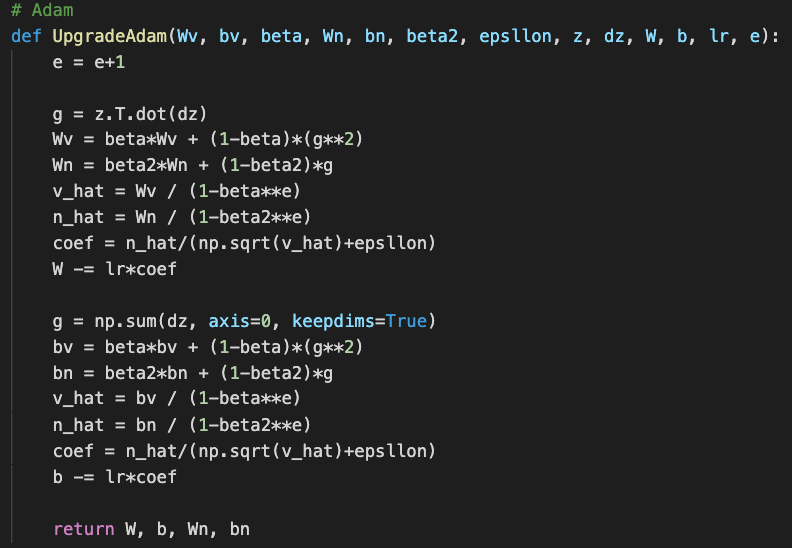 # Adam
def UpgradeAdam(Wv, bv, beta, Wn, bn, beta2, epsllon, z, dz, W, b, lr, e):
    e = e+1

    g = z.T.dot(dz)
    Wv = beta*Wv + (1-beta)*(g**2)
    Wn = beta2*Wn + (1-beta2)*g
    v_hat = Wv / (1-beta**e)
    n_hat = Wn / (1-beta2**e)
    coef = n_hat/(np.sqrt(v_hat)+epsllon)
    W -= lr*coef

    g = np.sum(dz, axis=0, keepdims=True)
    bv = beta*bv + (1-beta)*(g**2)
    bn = beta2*bn + (1-beta2)*g
    v_hat = bv / (1-beta**e)
    n_hat = bn / (1-beta2**e)
    coef = n_hat/(np.sqrt(v_hat)+epsllon)
    b -= lr*coef

    return W, b, Wn, bn